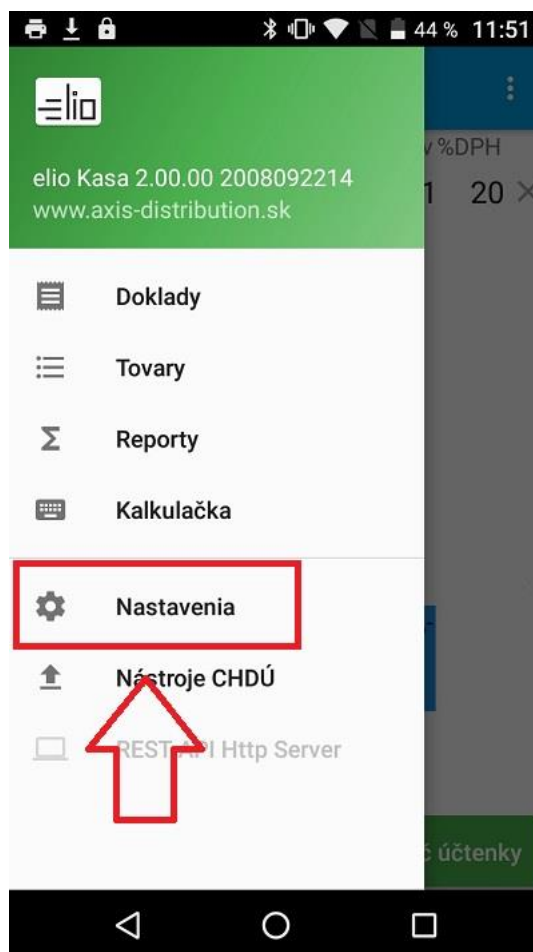 44 % 11:51
elio
elio Kasa 2.00.00 2008092214
www.axis-distribution.sk
%DPH
20
Doklady
Tovary
Reporty
Kalkulačka
Nastavenia
Nástroje CHDÚ
REST API Http Server
účtenky